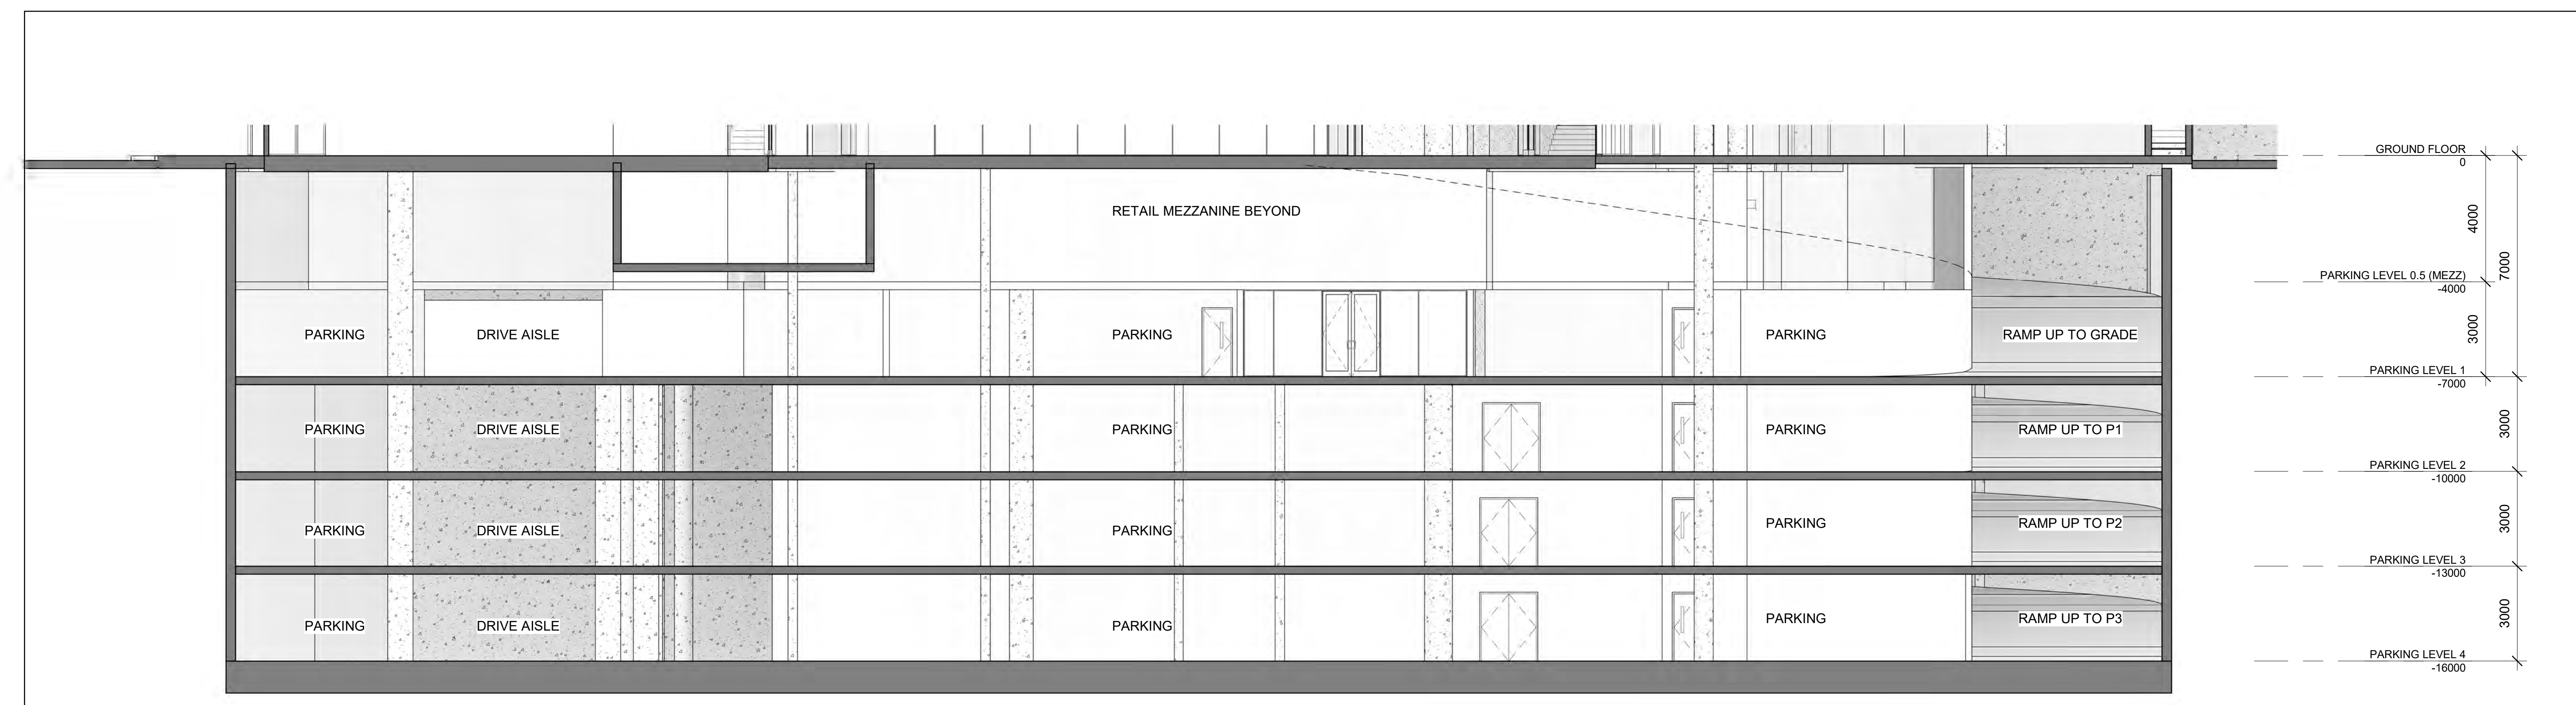 GROUND FLOOR
0
4000
RETAIL MEZZANINE BEYOND
7000
PARKING LEVEL 0.5 (MEZZ)
-4000
PARKING
DRIVE AISLE
PARKING
PARKING
RAMP UP TO GRADE
3000
PARKING LEVEL 1
-7000
PARKING
DRIVE AISLE
PARKING
PARKING
RAMP UP TO P1
3000
PARKING LEVEL 2
-10000
PARKING
DRIVE AISLE
PARKING
PARKING
RAMP UP TO P2
3000
PARKING LEVEL 3
-13000
PARKING
DRIVE AISLE
PARKING
PARKING
RAMP UP TO P3
3000
PARKING LEVEL 4
-16000